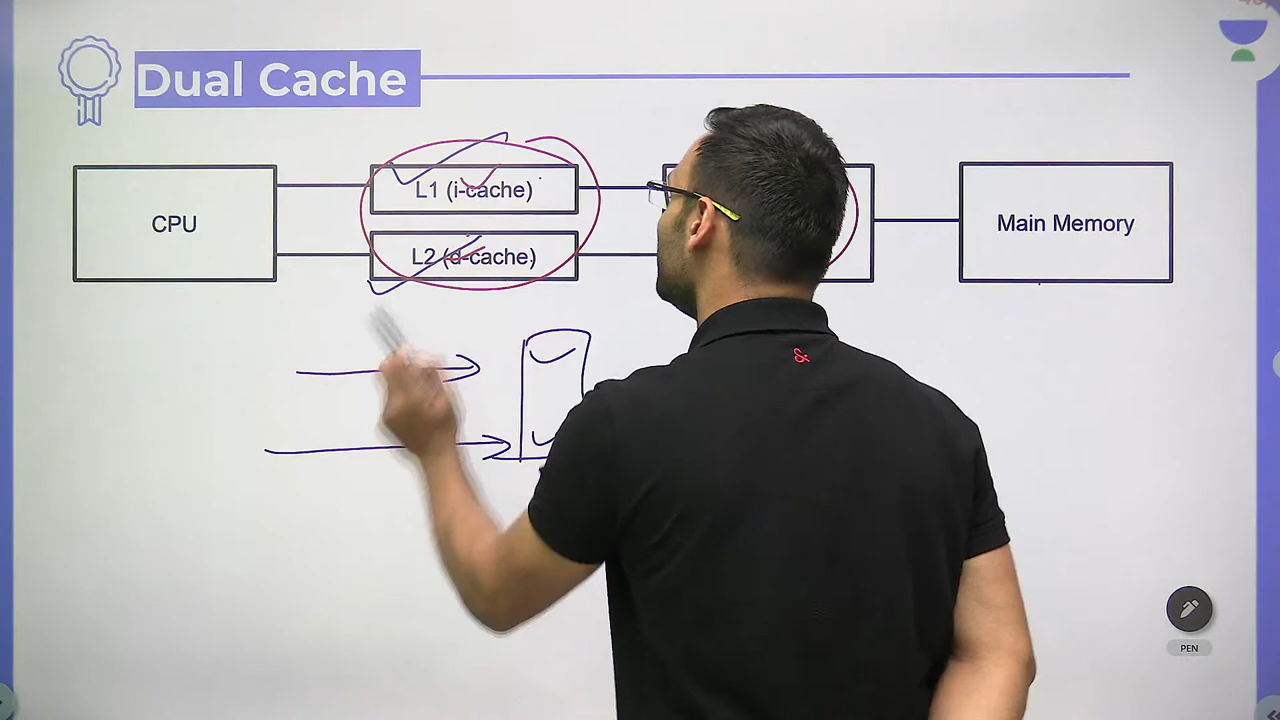 Dual Cache
CPU
L1 (i-cache)
L2 (d-cache)
Main Memory
&
PEN